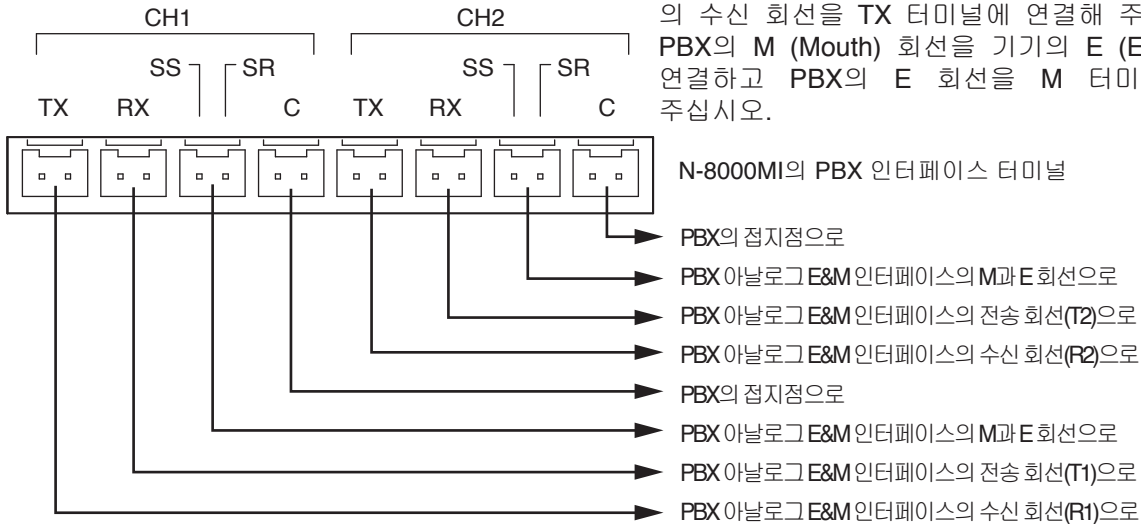 CH1 CH2
SS SR SS SR
TX RX C TX RX C
의 수신 회선을 TX 터미널에 연결해 주
PBX의 M (Mouth) 회선을 기기의 E (E
연결하고 PBX의 E 회선을 M 터미
주십시오.
N-8000MI의 PBX 인터페이스 터미널
PBX의 접지점으로
PBX 아날로그 E&M 인터페이스의 M과 E 회선으로
PBX 아날로그 E&M 인터페이스의 전송 회선(T2)으로
PBX 아날로그 E&M 인터페이스의 수신 회선(R2)으로
PBX의 접지점으로
PBX 아날로그 E&M 인터페이스의 M과 E 회선으로
PBX 아날로그 E&M 인터페이스의 전송 회선(T1)으로
PBX 아날로그 E&M 인터페이스의 수신 회선(R1)으로